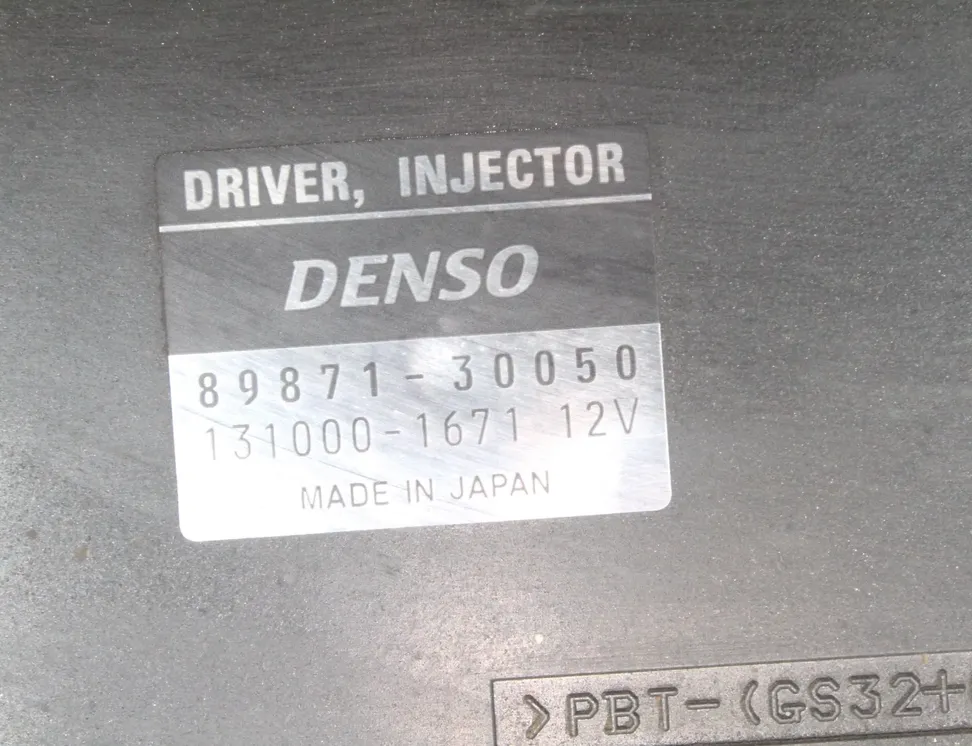 DRIVER, INJECTOR
DENSO
89871-30050
131000-1671 12V
MADE IN JAPAN
>PBT-(GS32+